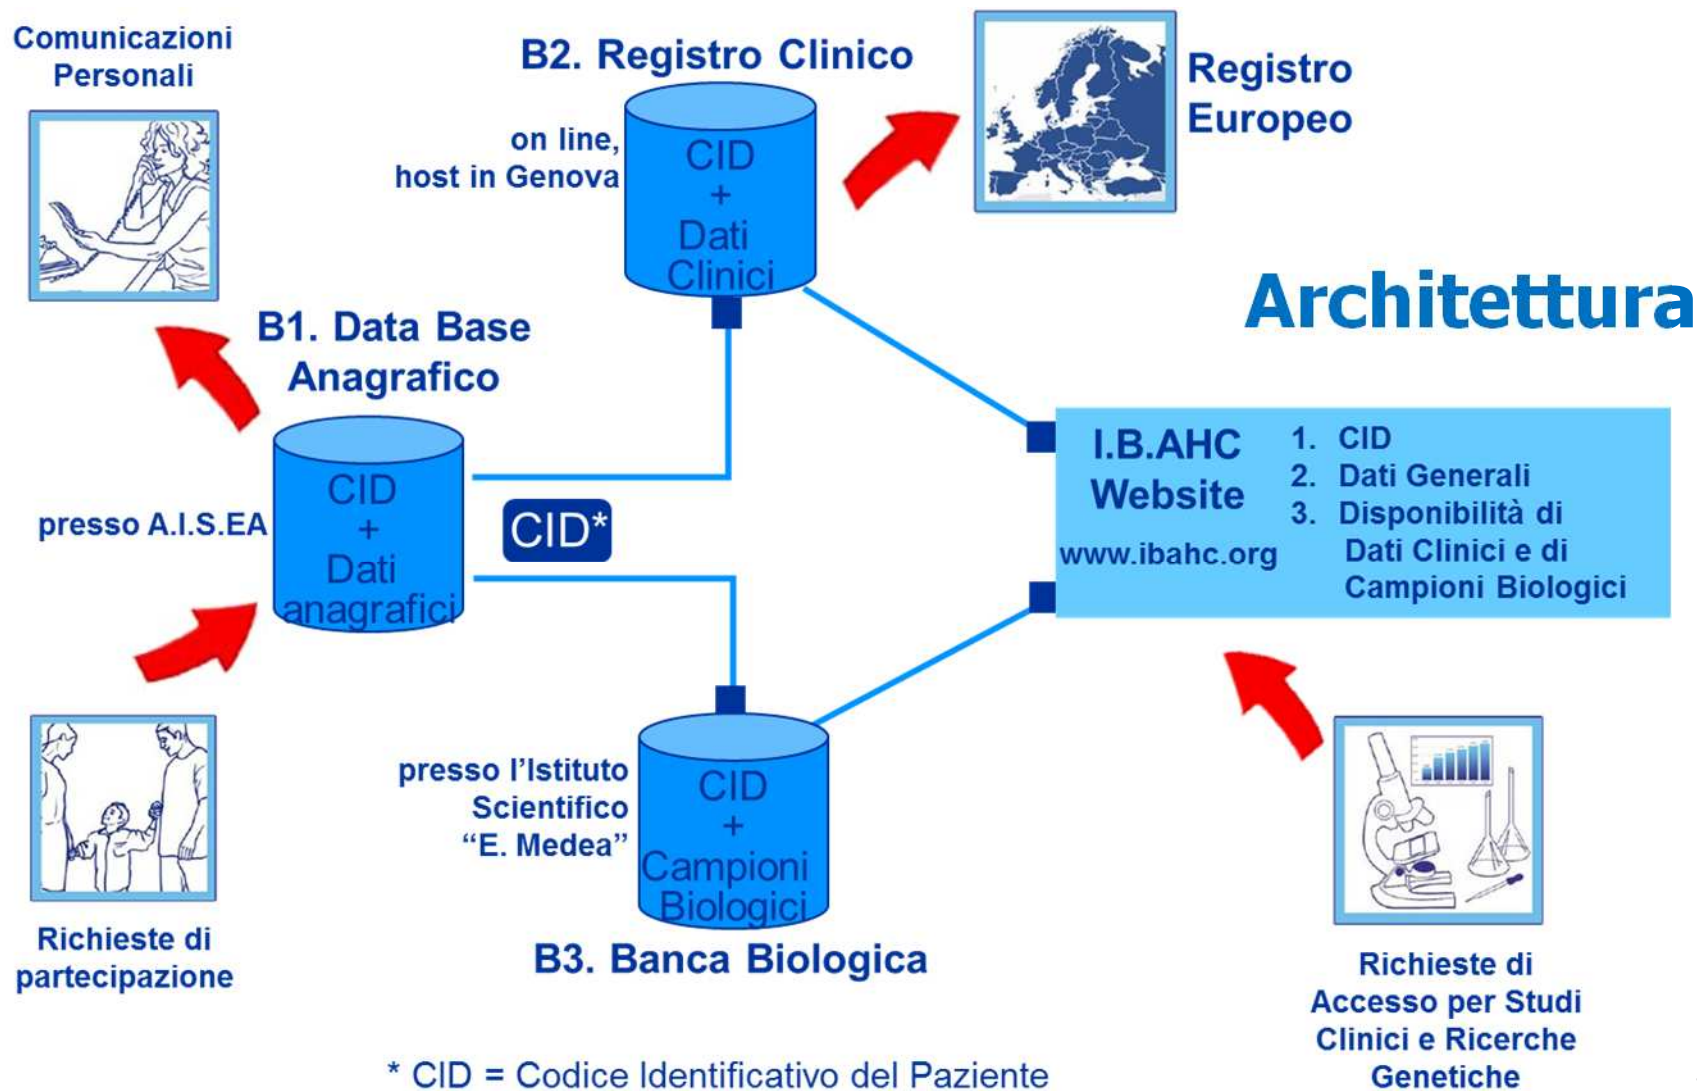 Comunicazioni
Personali
B2. Registro Clinico
on line,
host in Genova
CID
+
Dati
Clinici
Registro
Europeo
Architettura
B1. Data Base
Anagrafico
presso A.I.S.EA
CID
+
Dati
anagrafici
CID*
I.B.AHC
Website
www.ibahc.org
1. CID
2. Dati Generali
3. Disponibilità di
Dati Clinici e di
Campioni Biologici
Richieste di
partecipazione
presso l'Istituto
Scientifico
“E. Medea”
CID
+
Campioni
Biologici
B3. Banca Biologica
Richieste di
Accesso per Studi
Clinici e Ricerche
Genetiche
* CID = Codice Identificativo del Paziente